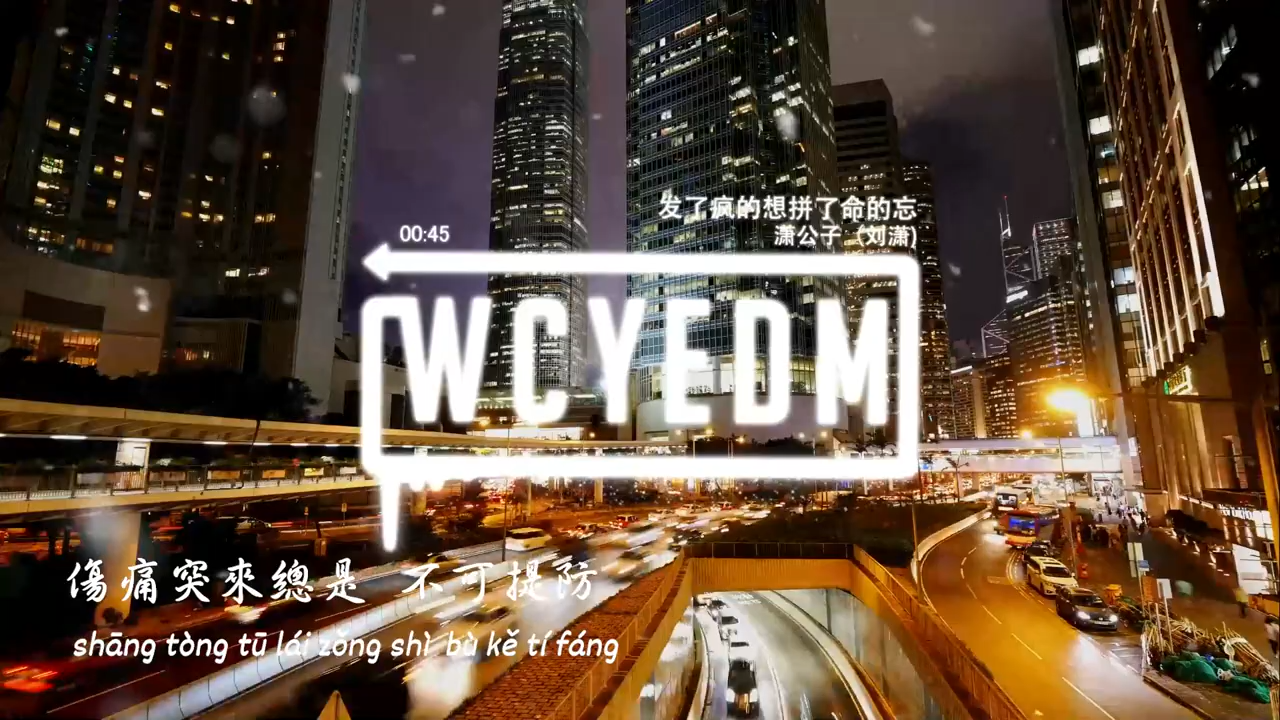 发了疯的想拼了命的忘
00:45
潇公子（刘潇)
WCYEDM
傷痛突來總是 不可提防
shāng tòng tū lái zǒng shì bù kě tí fáng